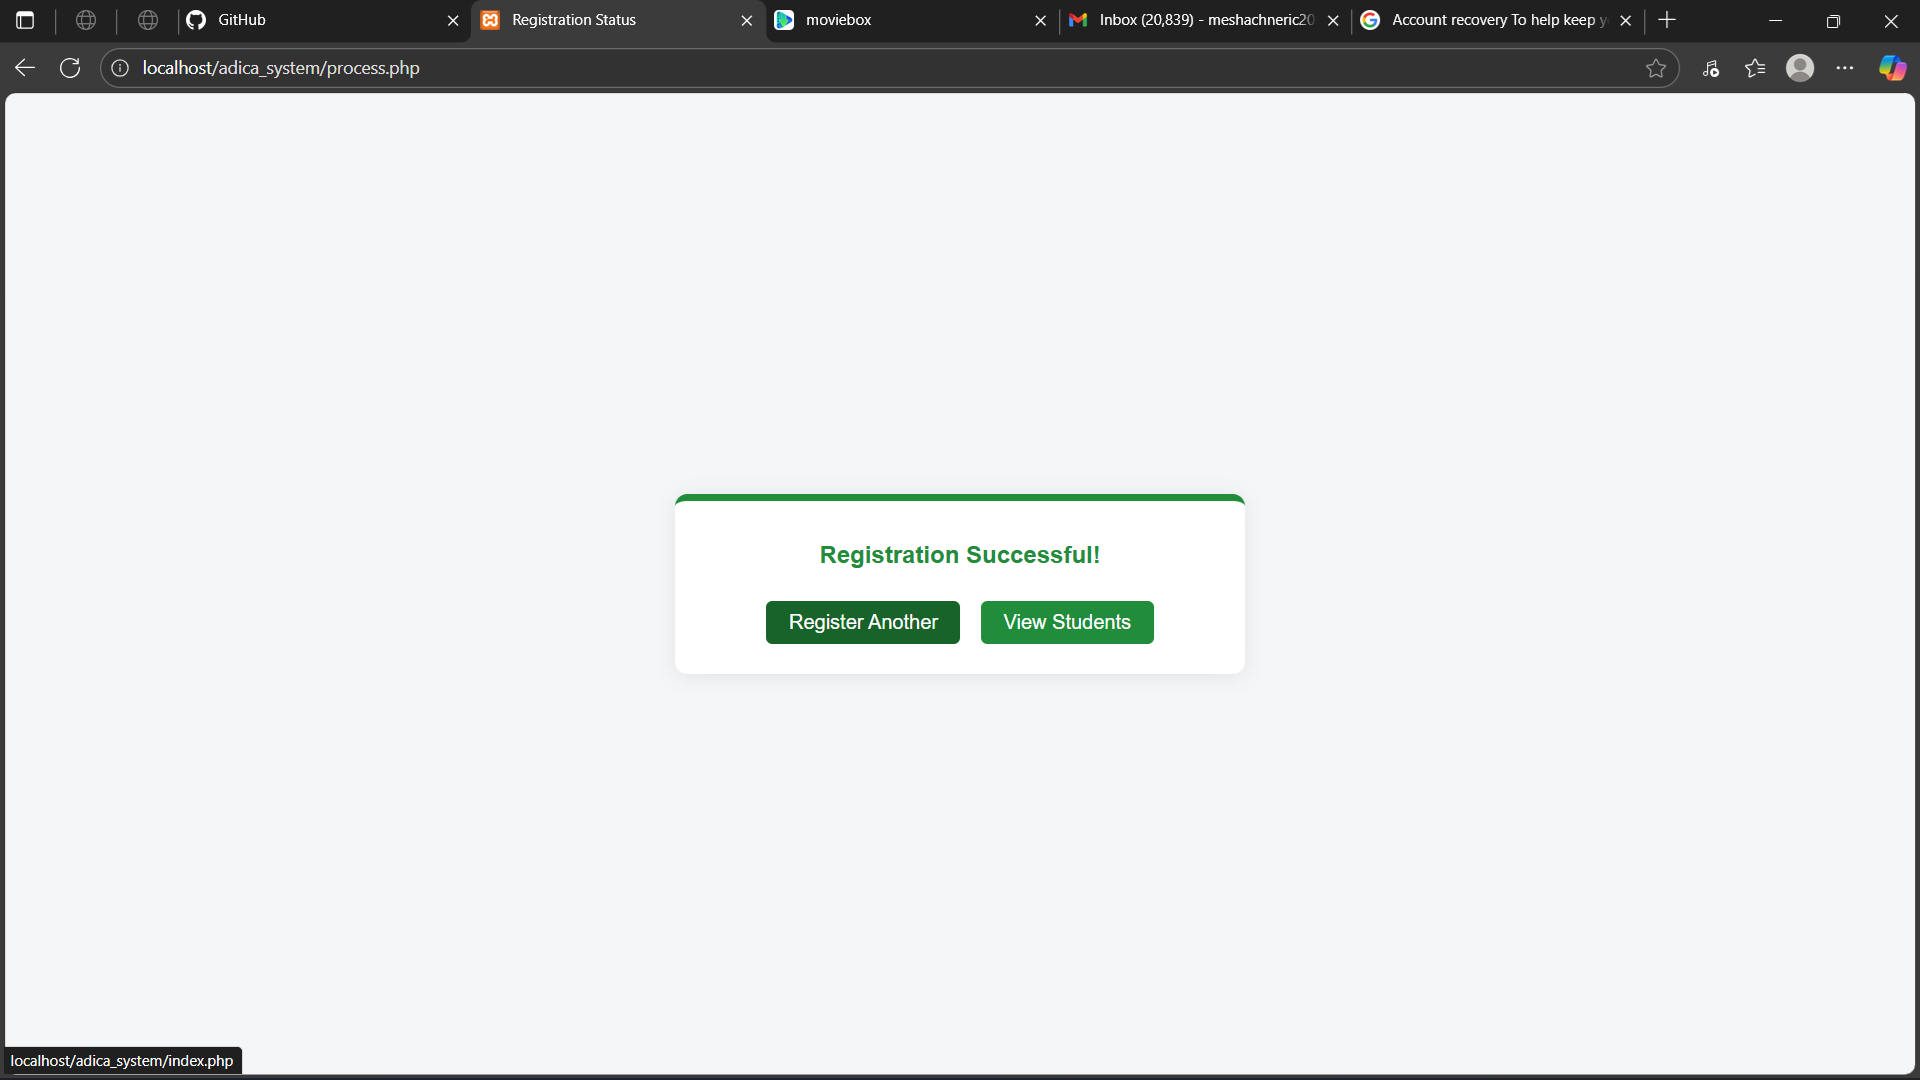 GitHub
Registration Status
moviebox
Inbox (20,839) - meshachneric20
Account recovery To help keep y
localhost/adica_system/process.php
Registration Successful!
Register Another
View Students
localhost/adica_system/index.php